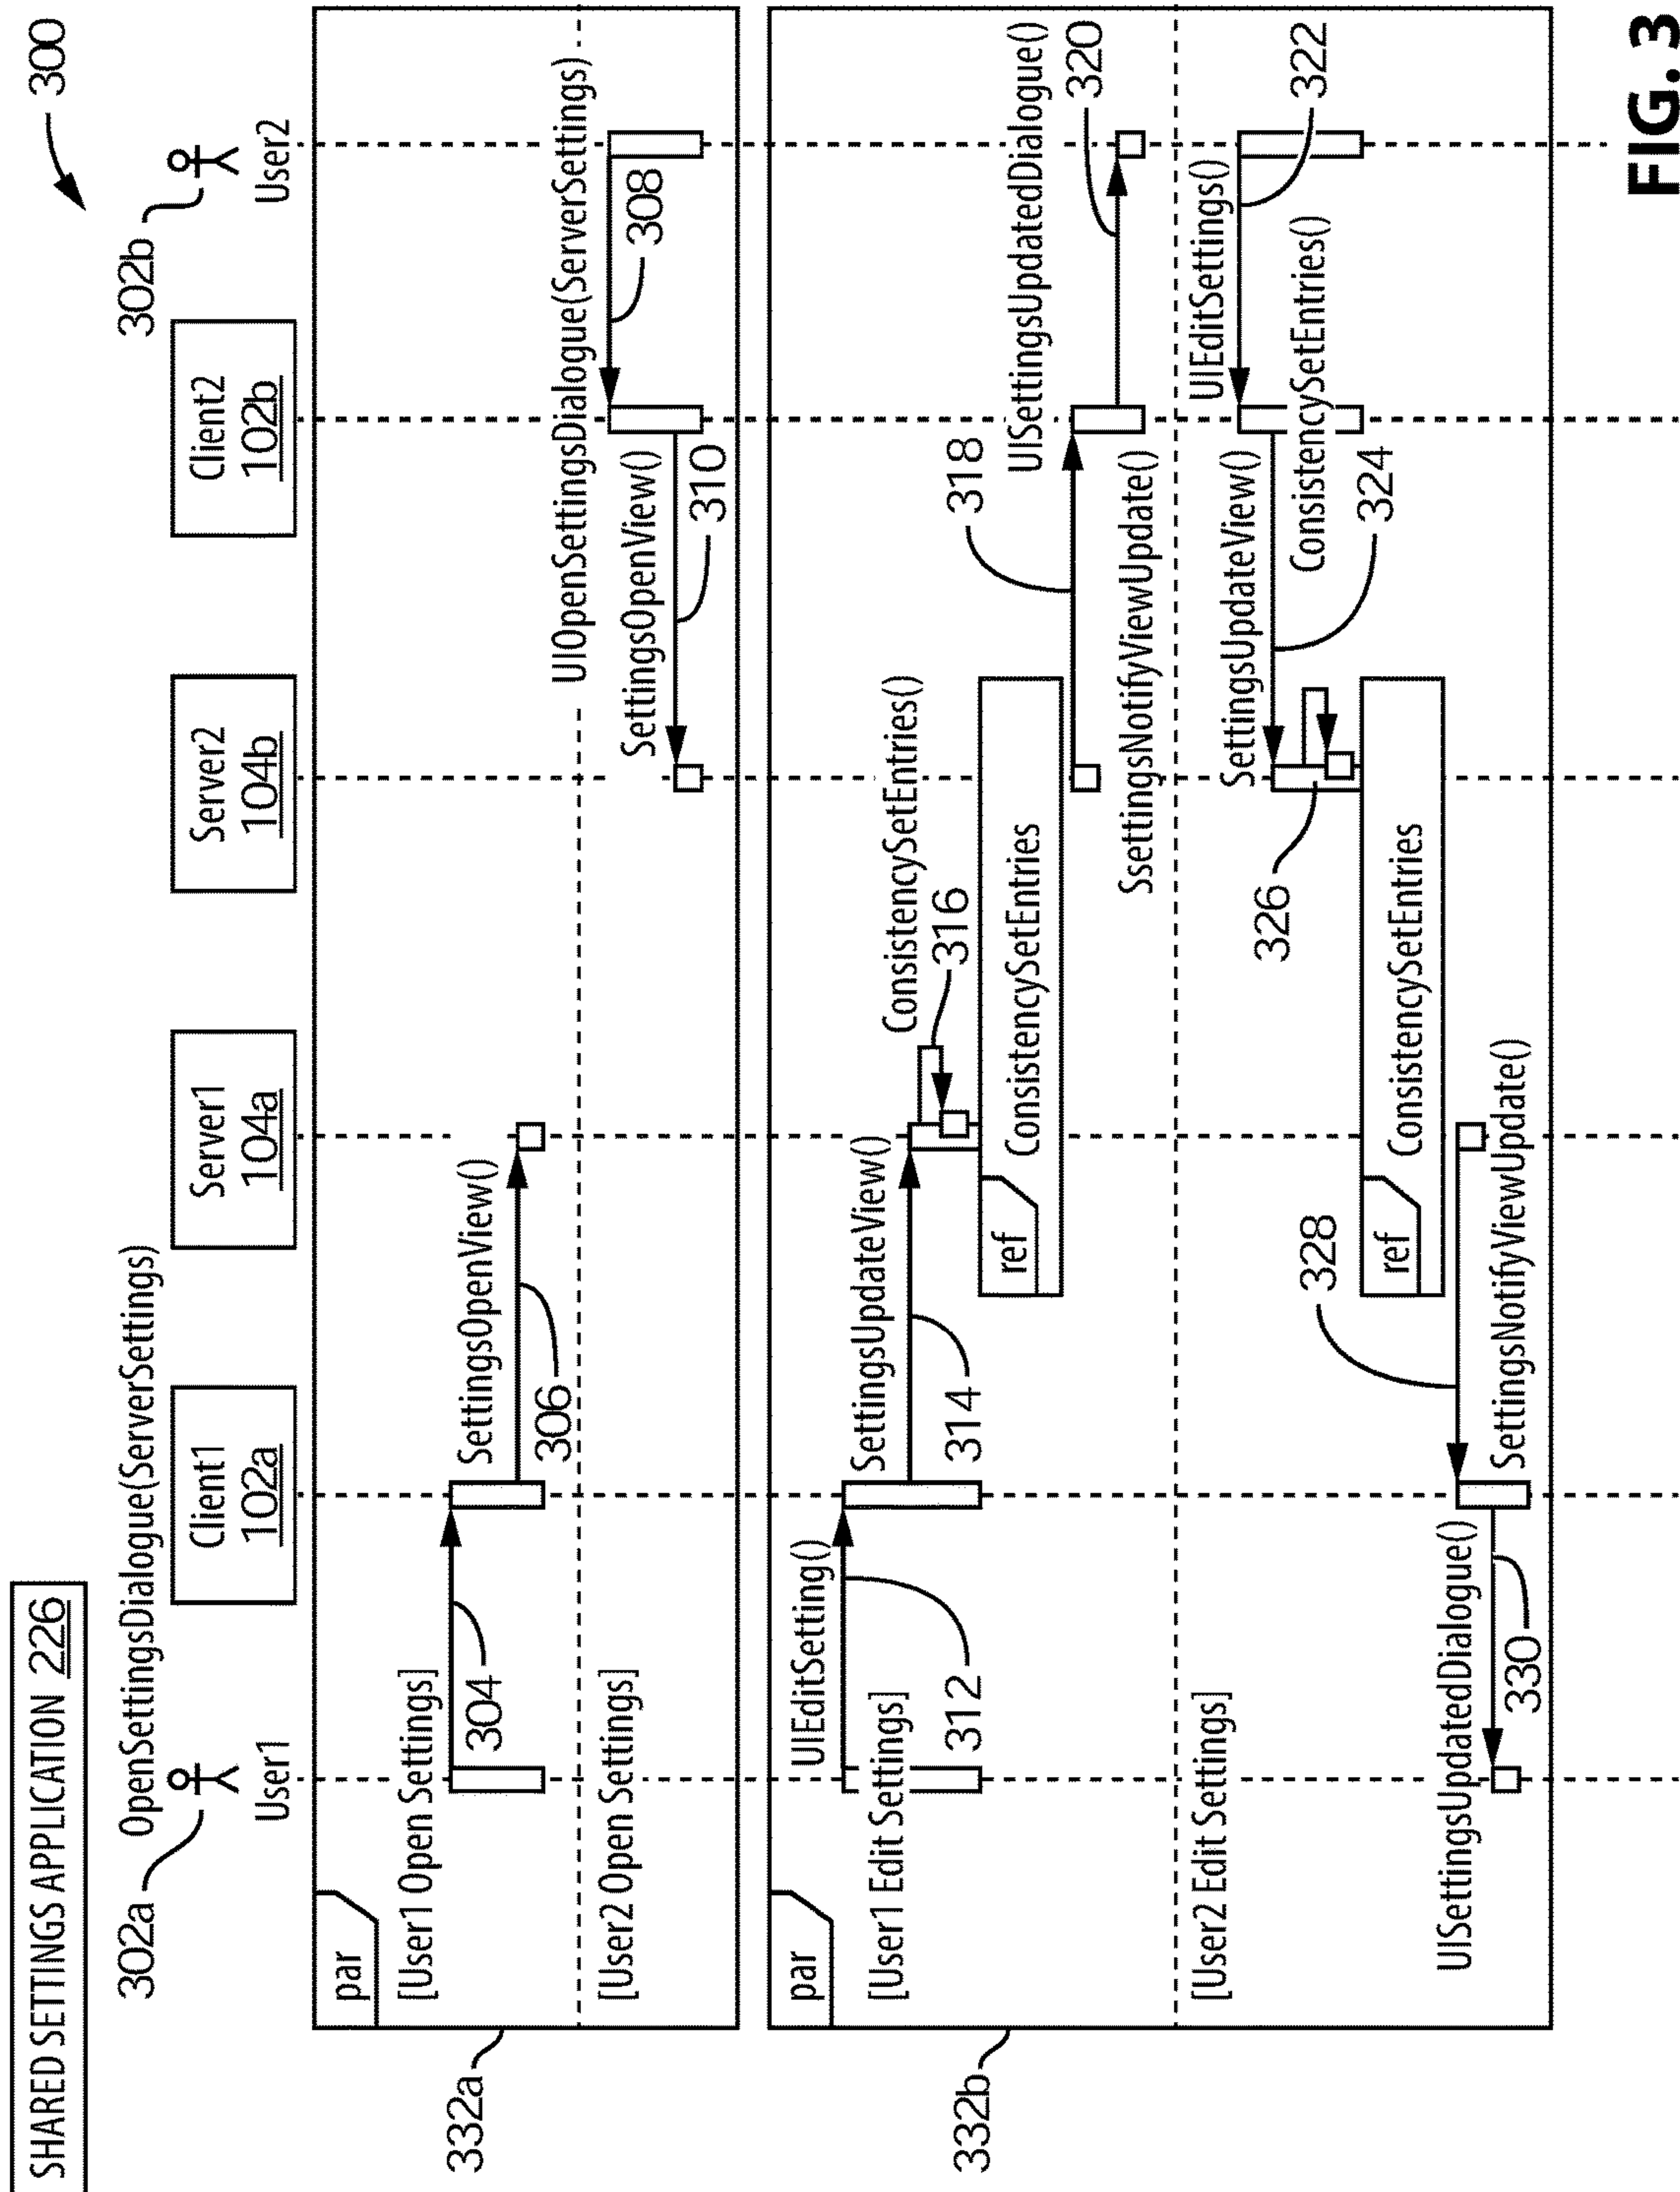 SHARED SETTINGS APPLICATION 226
300
302a
OpenSettingsDialogue(ServerSettings)
302b
User1
Client1
102a
Server1
104a
Server2
104b
Client2
102b
User2
332a
par
[User1 Open Settings]
304
SettingsOpenView()
306
[User2 Open Settings]
UIOpenSettingsDialogue(ServerSettings)
308
SettingsOpenView()
310
332b
par
UIEditSetting()
[User1 Edit Settings]
312
SettingsUpdateView()
314
ConsistencySetEntries()
316
ref
ConsistencySetEntries
318
SsettingsNotifyViewUpdate()
UISettingsUpdatedDialogue()
320
[User2 Edit Settings]
UIEditSettings()
322
SettingsUpdateView()
ConsistencySetEntries()
324
326
ref
ConsistencySetEntries
328
SettingsNotifyViewUpdate()
UISettingsUpdatedDialogue()
330
FIG. 3